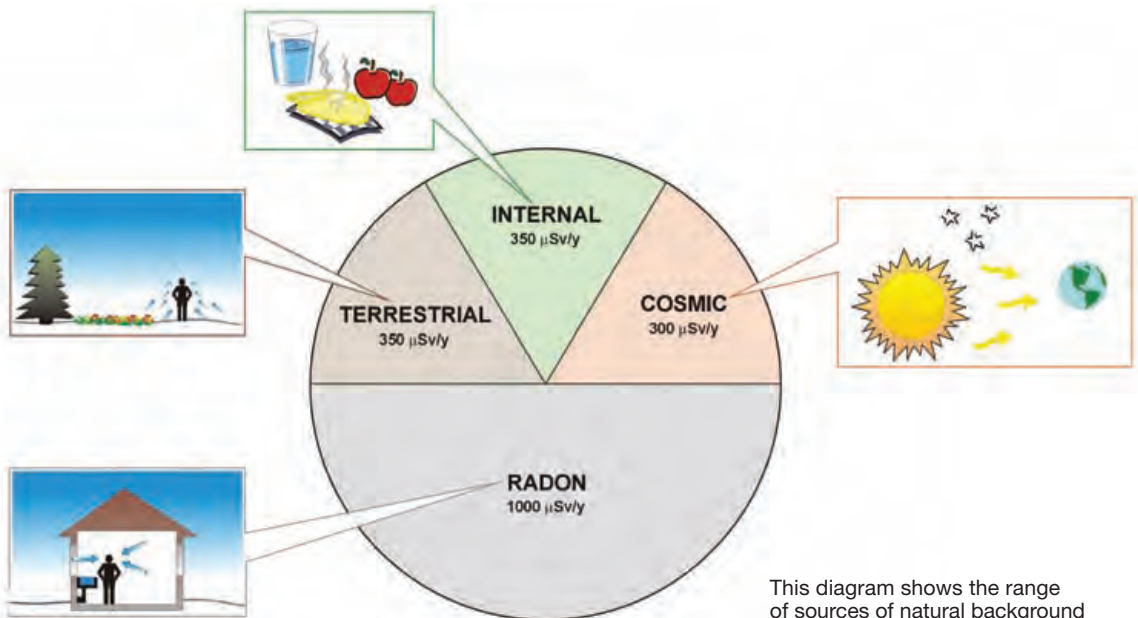 INTERNAL
350 µSv/y
TERRESTRIAL
350 µSv/y
COSMIC
300 µSv/y
RADON
1000 µSv/y
This diagram shows the range
of sources of natural background